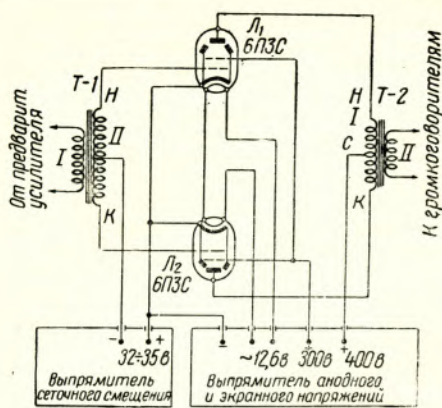 Л₁
6П3С
Т-1
Н
I
II
К
От предварит
усилителя
Н
I
С
Т-2
II
К
К громкоговорителям
Л₂
6П3С
- 32÷35в +
Выпрямитель
сеточного смещения
- ~12,6в + 300в + 400в
Выпрямитель анодного
и экранного напряжений